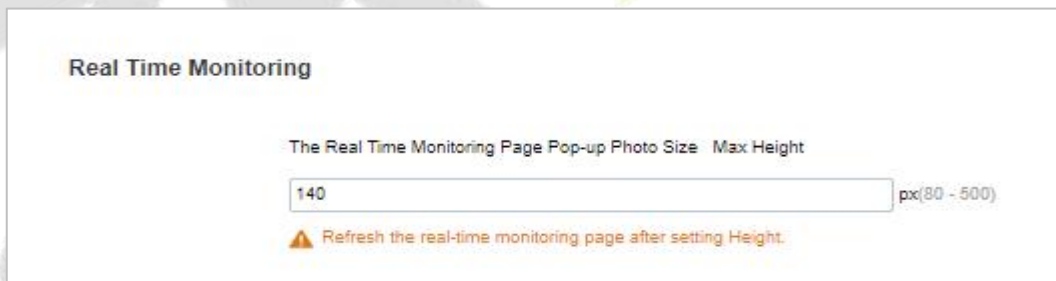 Real Time Monitoring
The Real Time Monitoring Page Pop-up Photo Size Max Height
140 px(80 - 500)
Refresh the real-time monitoring page after setting Height.